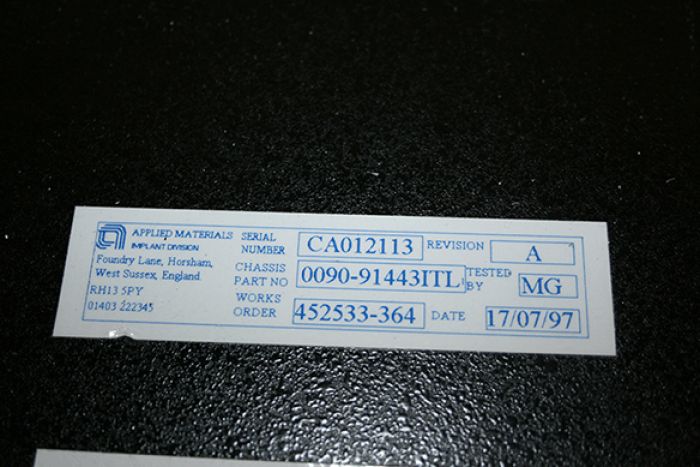 APPLIED MATERIALS
IMPLANT DIVISION
Foundry Lane, Horsham,
West Sussex, England.
RH13 5PY
01403 222345
SERIAL NUMBER CA012113 REVISION A
CHASSIS PART NO 0090-91443ITL TESTED BY MG
WORKS ORDER 452533-364 DATE 17/07/97